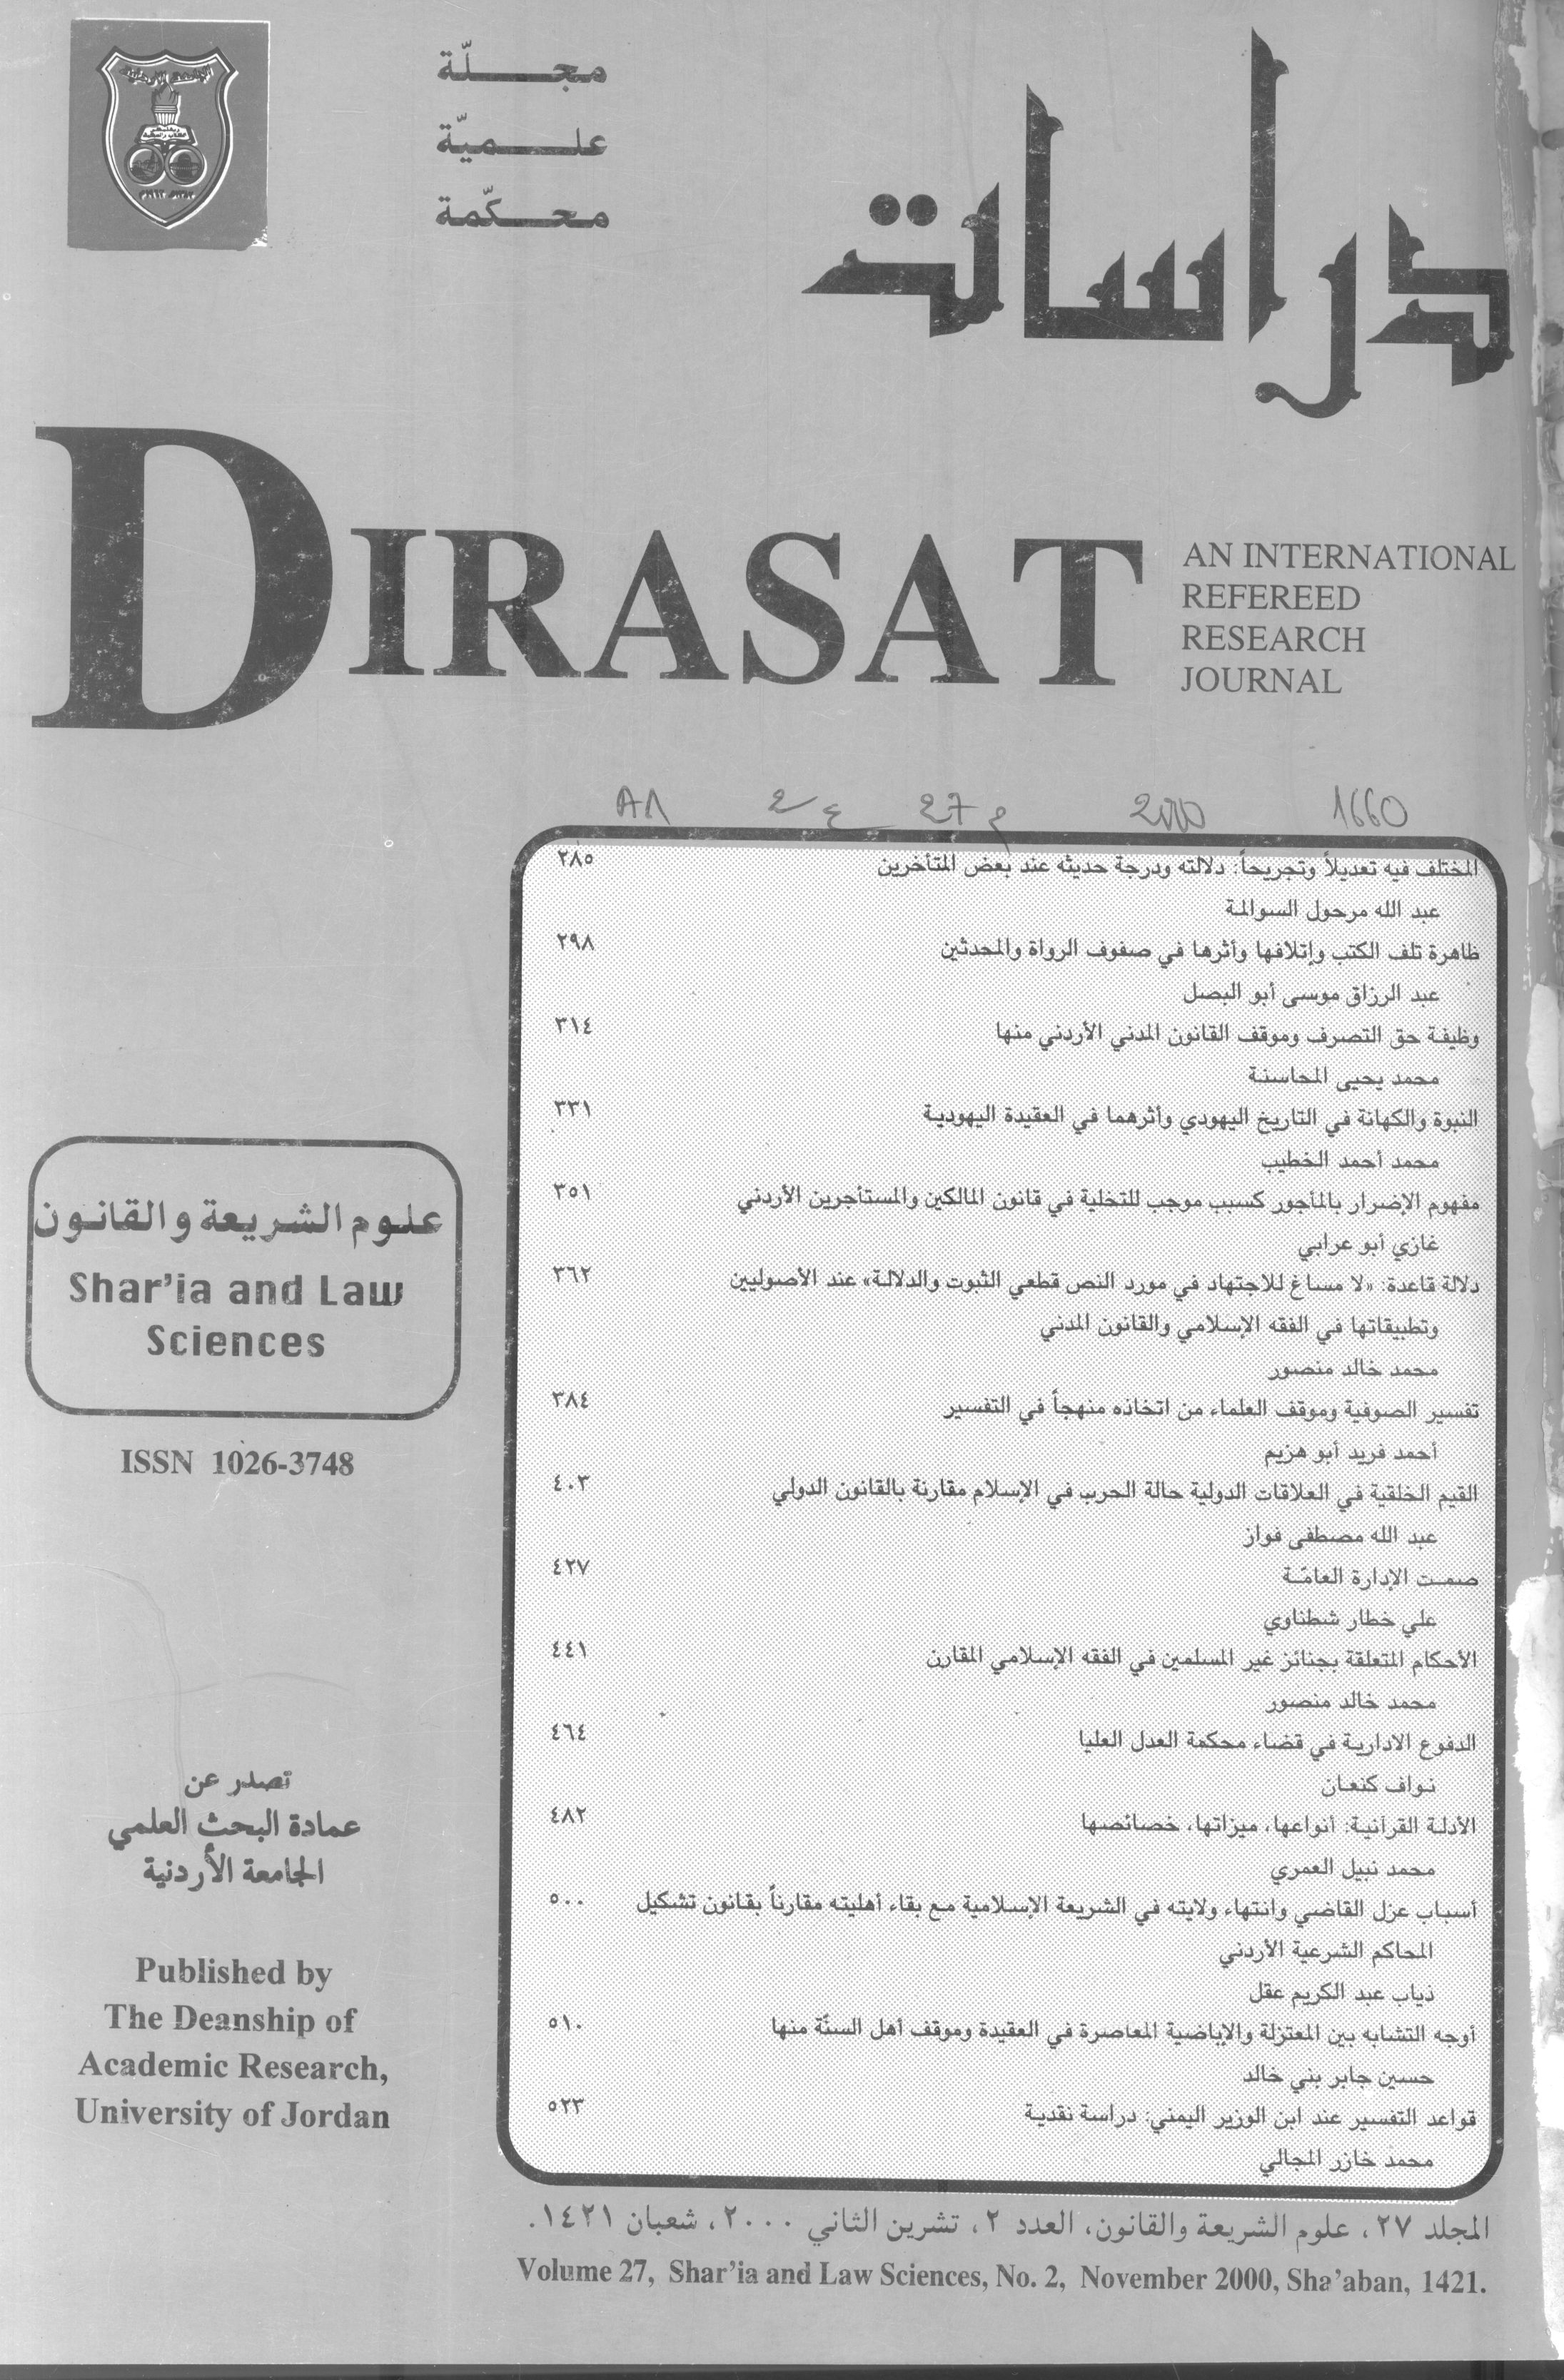 مجلّة
علميّة
محكّمة
دراسات
DIRASAT
AN INTERNATIONAL
REFEREED
RESEARCH
JOURNAL
1660 2000 27 2
المختلف فيه تعديلاً وتجريحاً: دلالته ودرجة حديثه عند بعض المتأخرين ٢٨٥
عبد الله مرحول السوالمة
ظاهرة تلف الكتب وإتلافها وأثرها في صفوف الرواة والمحدثين ٢٩٨
عبد الرزاق موسى أبو البصل
وظيفة حق التصرف وموقف القانون المدني الأردني منها ٣١٤
محمد يحيى المحاسنة
النبوة والكهانة في التاريخ اليهودي وأثرهما في العقيدة اليهودية ٣٣١
محمد أحمد الخطيب
مفهوم الإضرار بالمأجور كسبب موجب للتخلية في قانون المالكين والمستأجرين الأردني ٣٥١
غازي أبو عرابي
دلالة قاعدة: «لا مساغ للاجتهاد في مورد النص قطعي الثبوت والدلالة» عند الأصوليين ٣٦٢
وتطبيقاتها في الفقه الإسلامي والقانون المدني
محمد خالد منصور
تفسير الصوفية وموقف العلماء من اتخاذه منهجاً في التفسير ٣٨٤
أحمد فريد أبو هزيم
القيم الخلقية في العلاقات الدولية حالة الحرب في الإسلام مقارنة بالقانون الدولي ٤٠٣
عبد الله مصطفى فواز
صمت الإدارة العامّة ٤٢٧
علي خطار شطناوي
الأحكام المتعلقة بجنائز غير المسلمين في الفقه الإسلامي المقارن ٤٤١
محمد خالد منصور
الدفوع الادارية في قضاء محكمة العدل العليا ٤٦٤
نواف كنعان
الأدلة القرآنية: أنواعها، ميزاتها، خصائصها ٤٨٢
محمد نبيل العمري
أسباب عزل القاضي وانتهاء ولايته في الشريعة الإسلامية مع بقاء أهليته مقارناً بقانون تشكيل ٥٠٠
المحاكم الشرعية الأردني
ذياب عبد الكريم عقل
أوجه التشابه بين المعتزلة والإباضية المعاصرة في العقيدة وموقف أهل السنّة منها ٥١٠
حسين جابر بني خالد
قواعد التفسير عند ابن الوزير اليمني: دراسة نقدية ٥٢٣
محمد خازر المجالي
علوم الشريعة والقانون
Shar'ia and Law
Sciences
ISSN 1026-3748
تصدر عن
عمادة البحث العلمي
الجامعة الأردنية
Published by
The Deanship of
Academic Research,
University of Jordan
المجلد ٢٧، علوم الشريعة والقانون، العدد ٢، تشرين الثاني ٢٠٠٠، شعبان ١٤٢١.
Volume 27, Shar'ia and Law Sciences, No. 2, November 2000, Sha'aban, 1421.